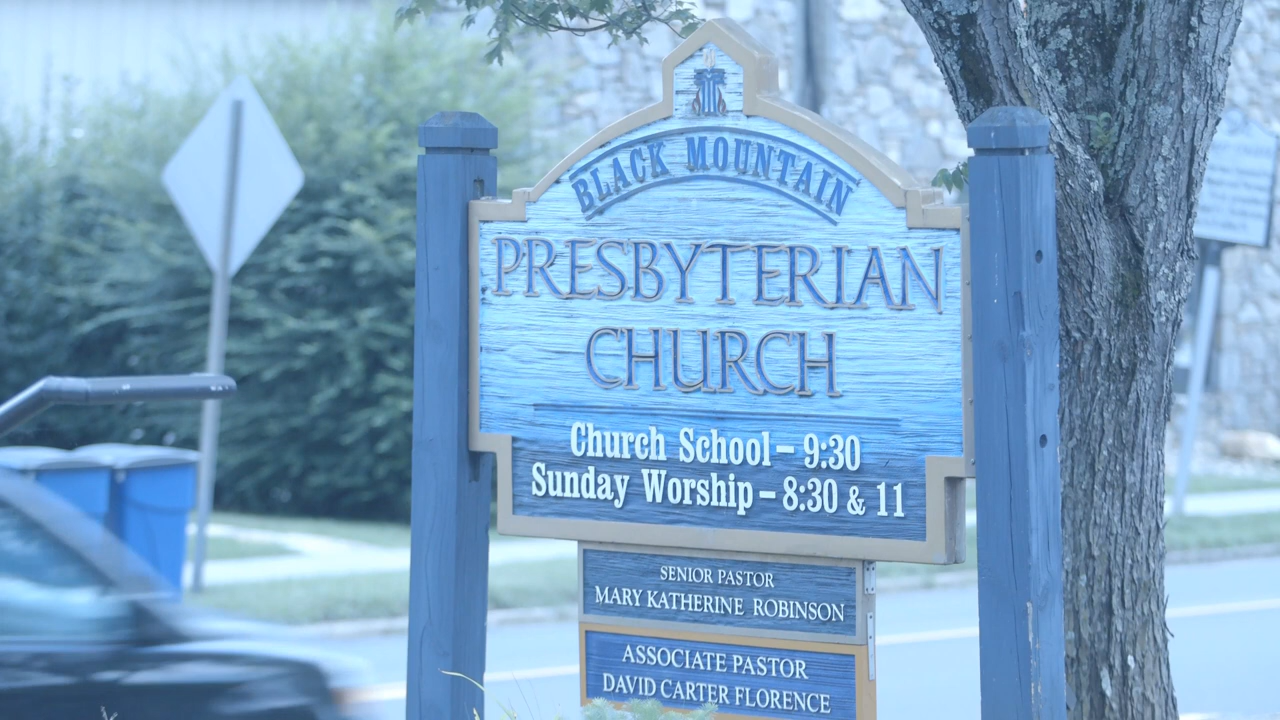 BLACK MOUNTAIN
PRESBYTERIAN
CHURCH
Church School – 9:30
Sunday Worship – 8:30 & 11
SENIOR PASTOR
MARY KATHERINE ROBINSON
ASSOCIATE PASTOR
DAVID CARTER FLORENCE